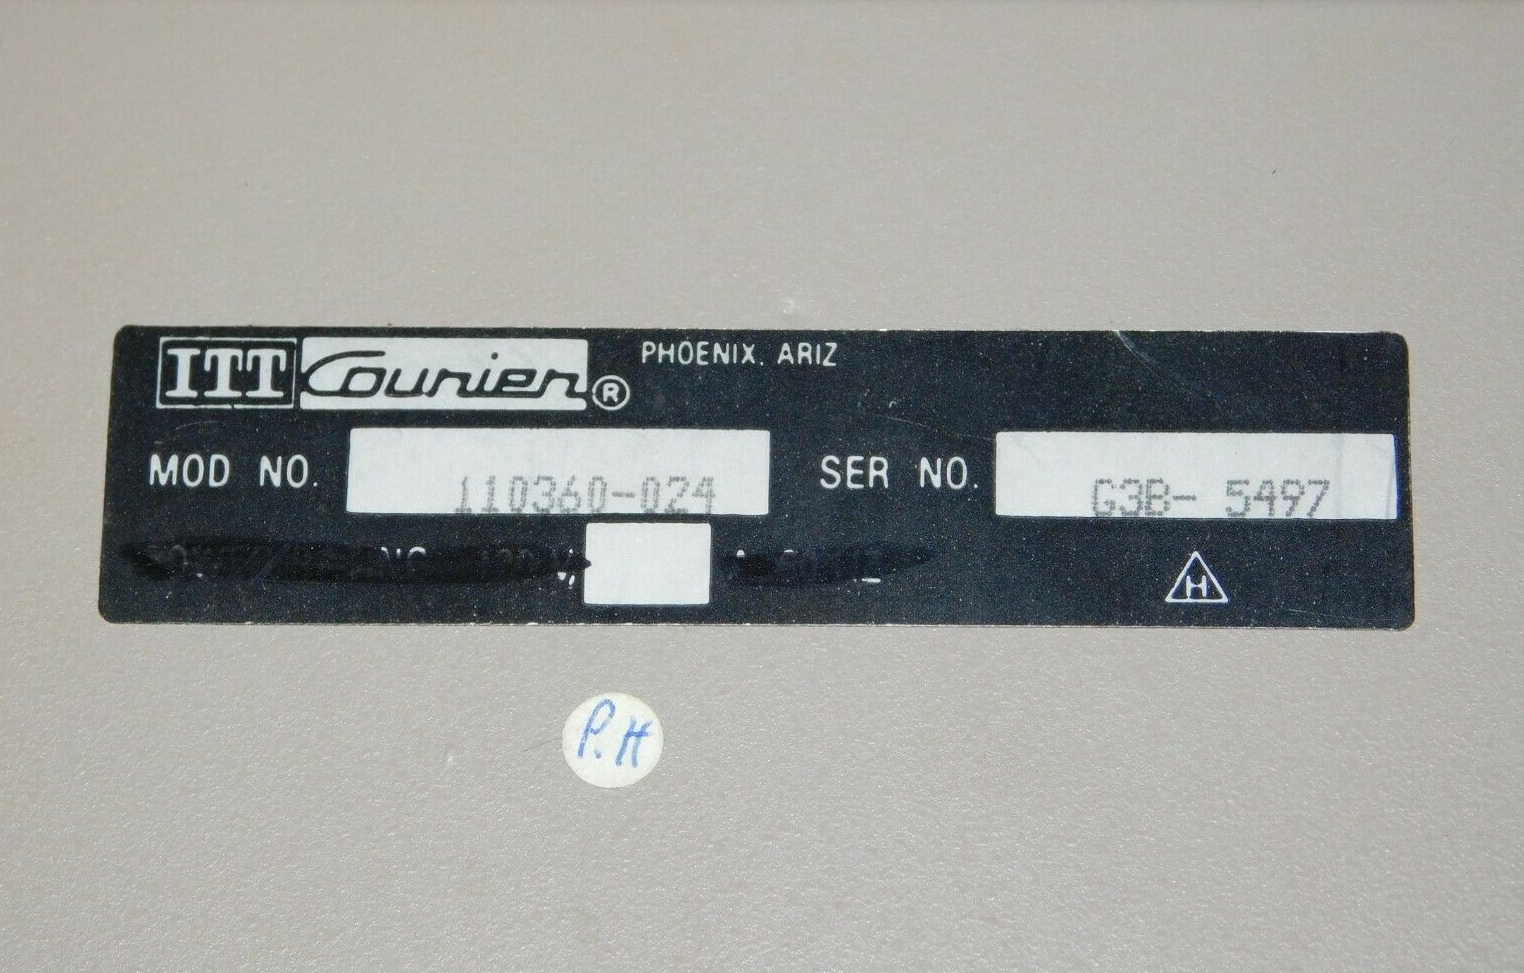 ITT Courier® PHOENIX, ARIZ
MOD NO. 110360-024 SER NO. G3B- 5497
H
P.H